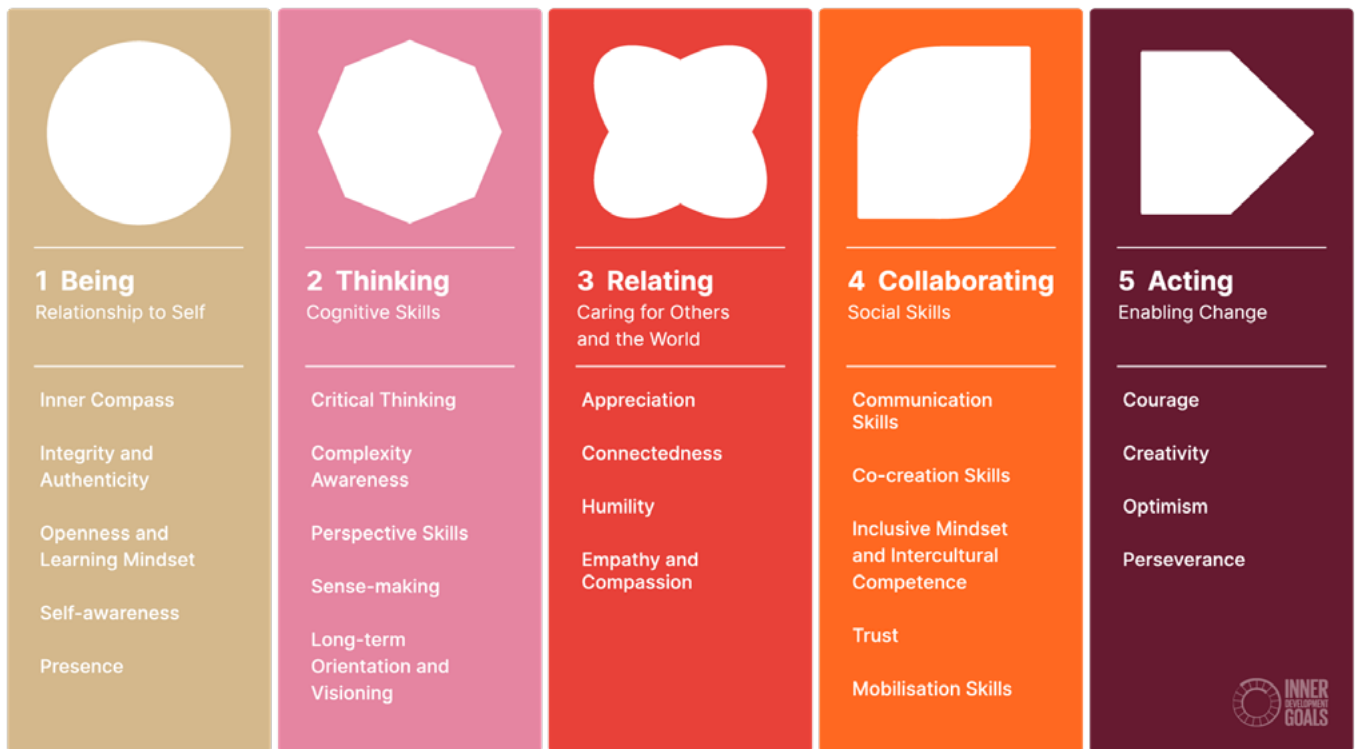 1 Being
Relationship to Self
Inner Compass
Integrity and
Authenticity
Openness and
Learning Mindset
Self-awareness
Presence
2 Thinking
Cognitive Skills
Critical Thinking
Complexity
Awareness
Perspective Skills
Sense-making
Long-term
Orientation and
Visioning
3 Relating
Caring for Others
and the World
Appreciation
Connectedness
Humility
Empathy and
Compassion
4 Collaborating
Social Skills
Communication
Skills
Co-creation Skills
Inclusive Mindset
and Intercultural
Competence
Trust
Mobilisation Skills
5 Acting
Enabling Change
Courage
Creativity
Optimism
Perseverance
INNER
DEVELOPMENT
GOALS